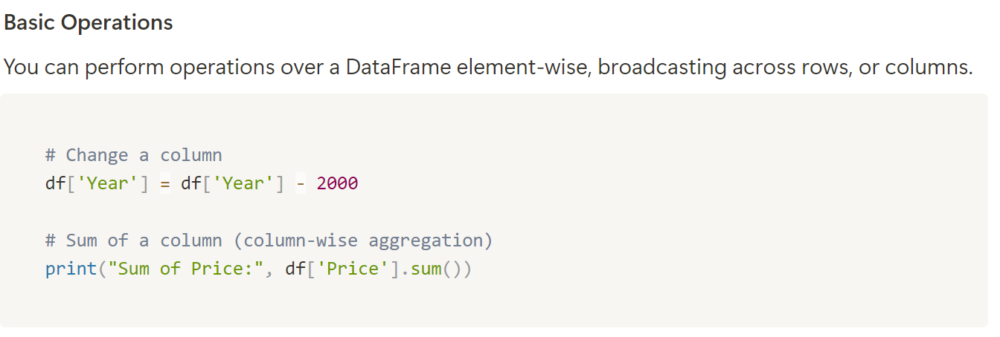 Basic Operations
You can perform operations over a DataFrame element-wise, broadcasting across rows, or columns.
# Change a column
df['Year'] = df['Year'] - 2000
# Sum of a column (column-wise aggregation)
print("Sum of Price:", df['Price'].sum())